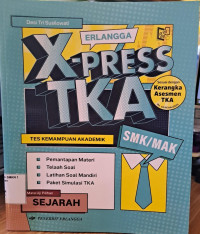 Desi Tri Budiawati
ERLANGGA
X-PRESS
TKA
Sesuai dengan
Kerangka
Asesmen
TKA
TES KEMAMPUAN AKADEMIK
SMK/MAK
Pemantapan Materi
Telaah Soal
Latihan Soal Mandiri
Paket Simulasi TKA
SEJARAH
PENERBIT ERLANGGA